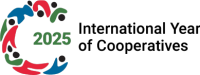 2025
International Year
of Cooperatives